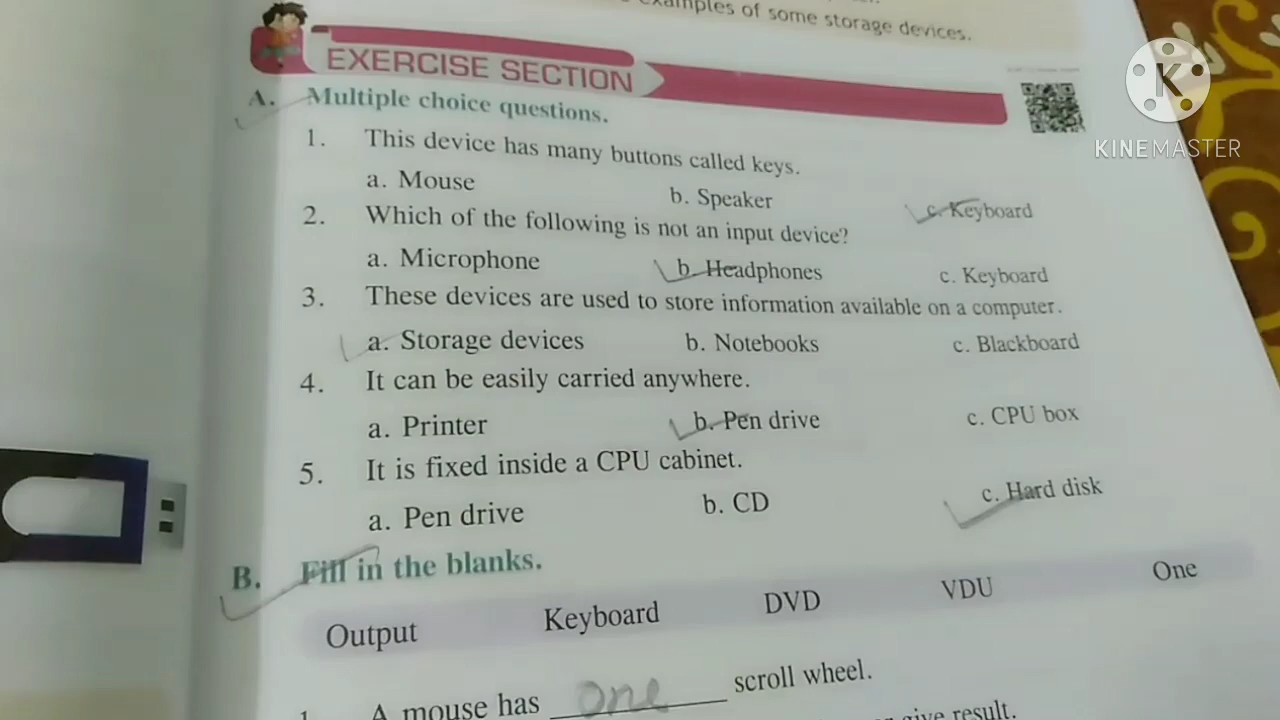 examples of some storage devices.
EXERCISE SECTION
K
KINEMASTER
A. Multiple choice questions.
1. This device has many buttons called keys.
a. Mouse b. Speaker c. Keyboard
2. Which of the following is not an input device?
a. Microphone b. Headphones c. Keyboard
3. These devices are used to store information available on a computer.
a. Storage devices b. Notebooks c. Blackboard
4. It can be easily carried anywhere.
a. Printer b. Pen drive c. CPU box
5. It is fixed inside a CPU cabinet.
a. Pen drive b. CD c. Hard disk
B. Fill in the blanks.
Output Keyboard DVD VDU One
1. A mouse has one scroll wheel.
give result.